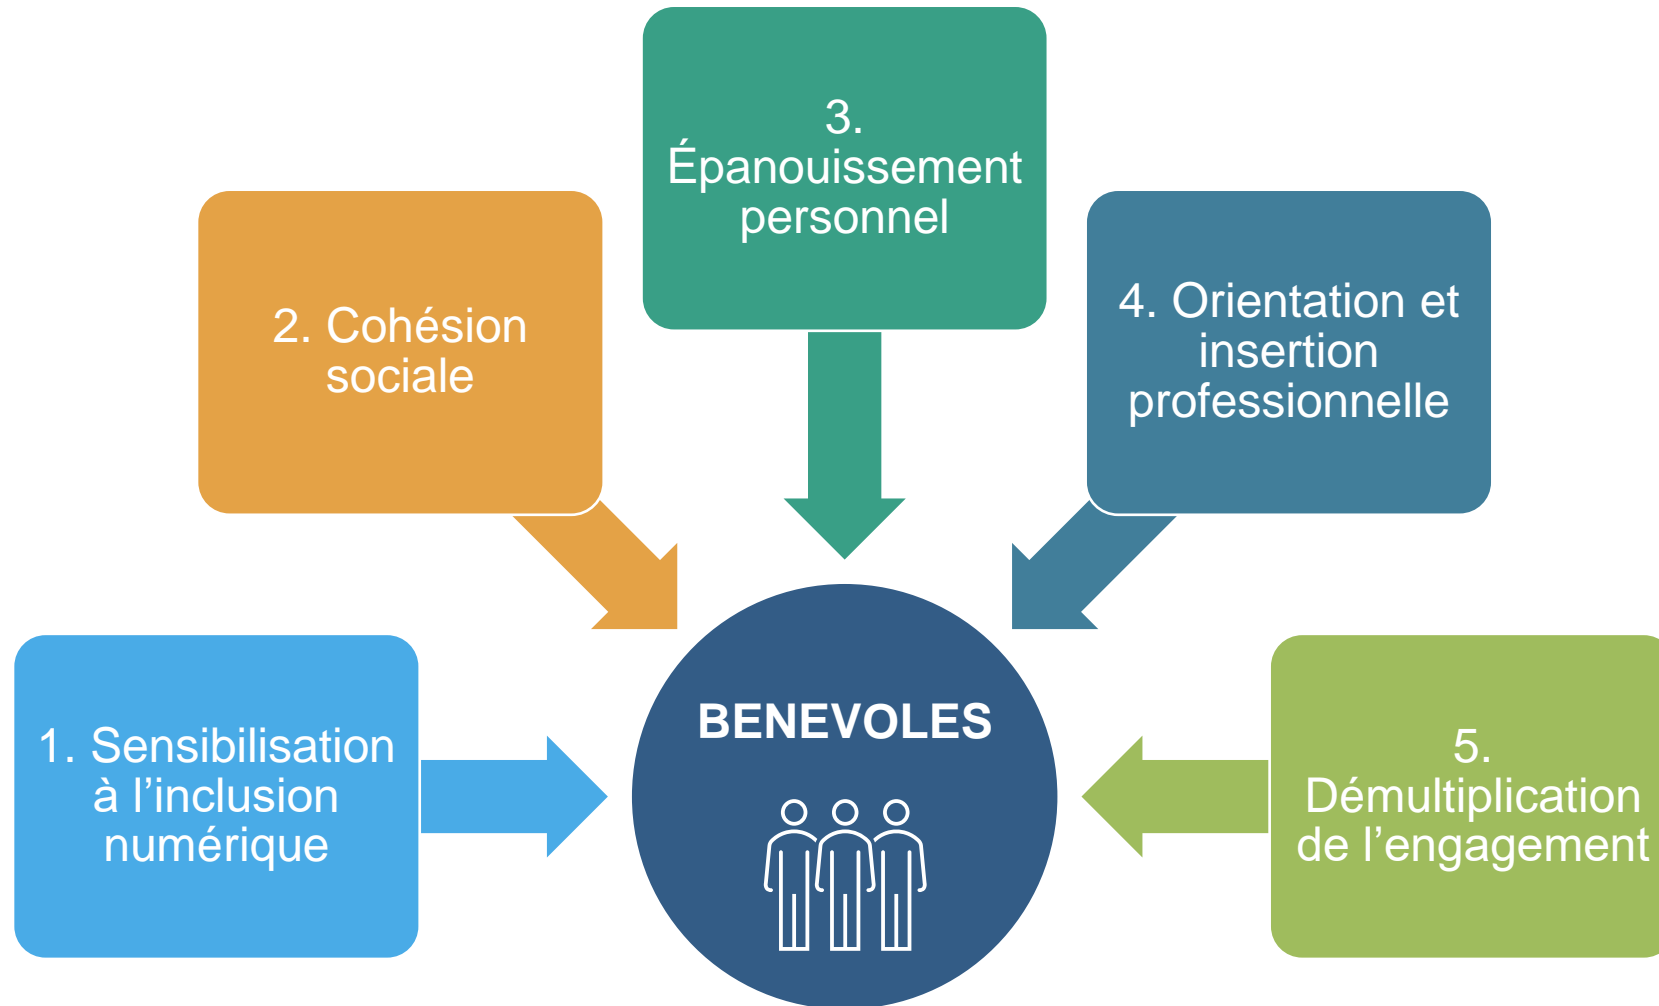 1. Sensibilisation
à l’inclusion
numérique
2. Cohésion
sociale
3.
Épanouissement
personnel
4. Orientation et
insertion
professionnelle
5.
Démultiplication
de l’engagement
BENEVOLES